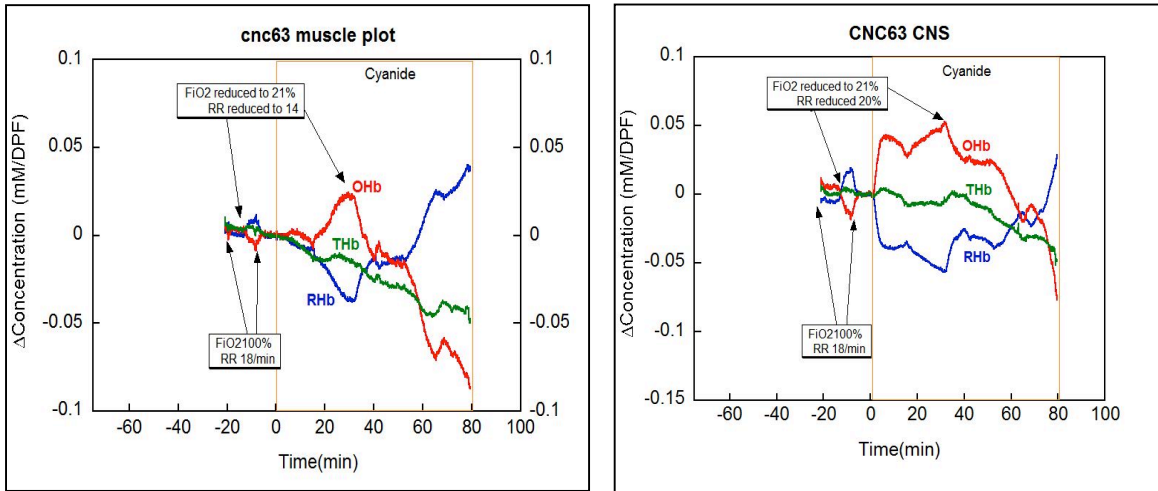 cnc63 muscle plot
0.1
0.05
0
-0.05
-0.1
0.1
0.05
0
-0.05
-0.1
ΔConcentration (mM/DPF)
Cyanide
FiO2 reduced to 21%
RR reduced to 14
OHb
THb
RHb
FiO2100%
RR 18/min
-60 -40 -20 0 20 40 60 80 100
Time(min)
CNC63 CNS
0.1
0.05
0
-0.05
-0.1
-0.15
ΔConcentration (mM/DPF)
Cyanide
FiO2 reduced to 21%
RR reduced 20%
OHb
THb
RHb
FiO2100%
RR 18/min
-60 -40 -20 0 20 40 60 80 100
Time(min)